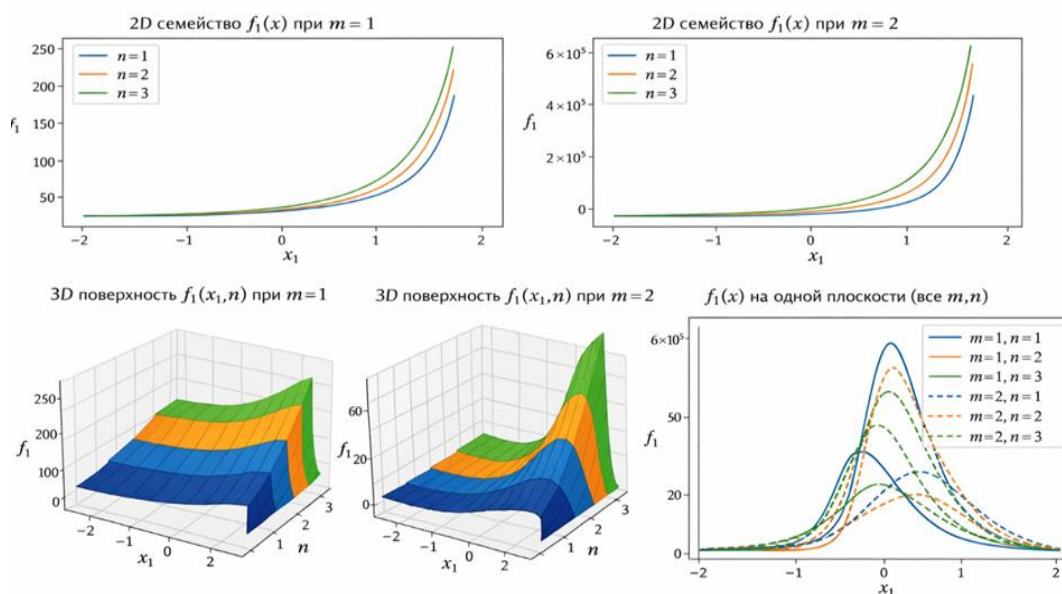 2D семейство f₁(x) при m = 1
250
200
150
100
50
f₁
n=1
n=2
n=3
−2
−1
0
1
2
x₁
2D семейство f₁(x) при m = 2
6×10⁵
4×10⁵
2×10⁵
0
f₁
n=1
n=2
n=3
−2
−1
0
1
2
x₁
3D поверхность f₁(x₁,n) при m=1
250
200
100
0
f₁
−2
−1
0
2
x₁
1
2
3
n
3D поверхность f₁(x₁,n) при m=2
60
20
0
f₁
−2
−1
0
2
x₁
1
2
3
n
f₁(x) на одной плоскости (все m,n)
6×10⁵
50
20
0
f₁
m=1, n=1
m=1, n=2
m=1, n=3
m=2, n=1
m=2, n=2
m=2, n=3
−2
−1
0
1
2
x₁